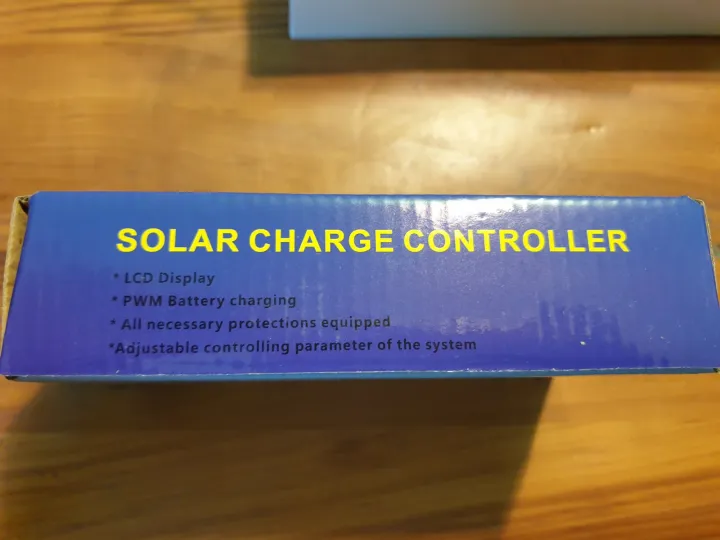 SOLAR CHARGE CONTROLLER
* LCD Display
* PWM Battery charging
* All necessary protections equipped
*Adjustable controlling parameter of the system